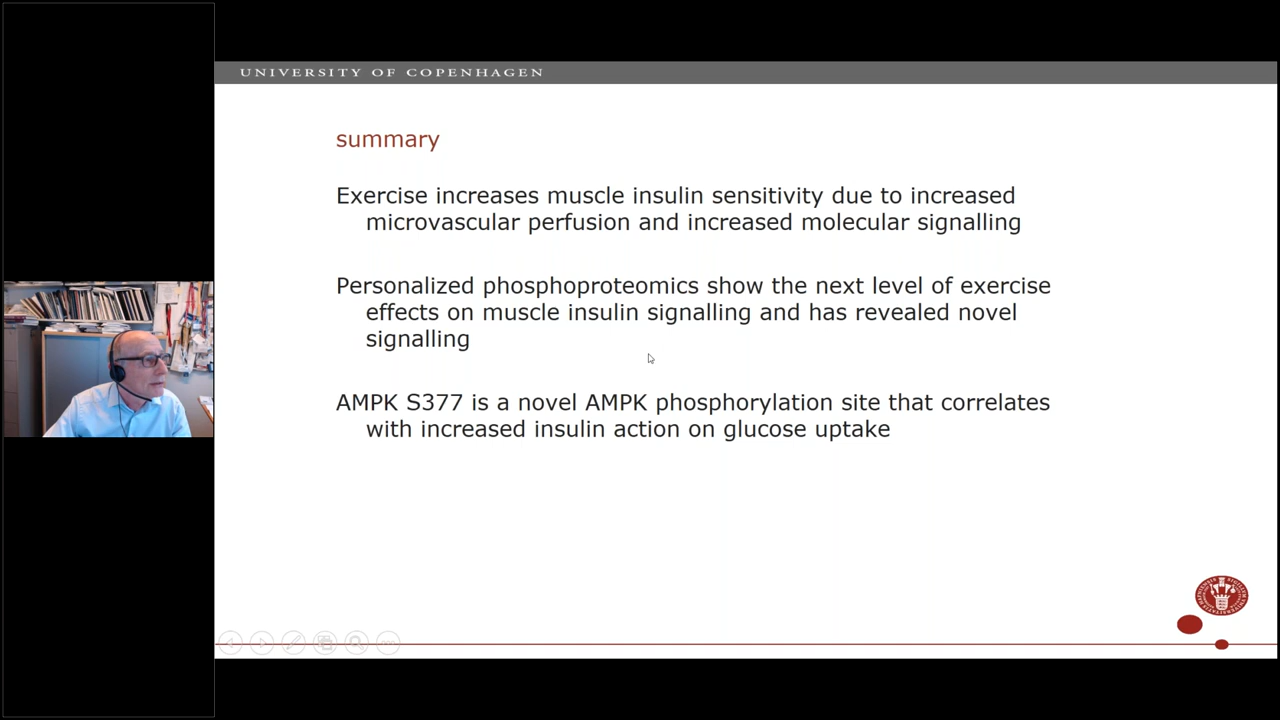 UNIVERSITY OF COPENHAGEN
summary
Exercise increases muscle insulin sensitivity due to increased
microvascular perfusion and increased molecular signalling
Personalized phosphoproteomics show the next level of exercise
effects on muscle insulin signalling and has revealed novel
signalling
AMPK S377 is a novel AMPK phosphorylation site that correlates
with increased insulin action on glucose uptake